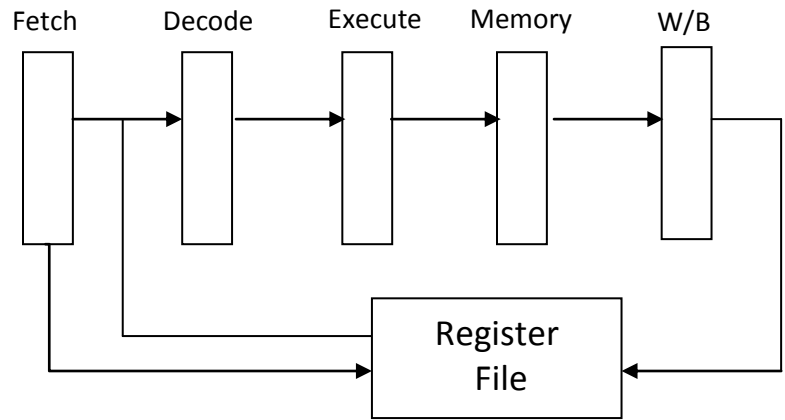 Fetch
Decode
Execute
Memory
W/B
Register
File